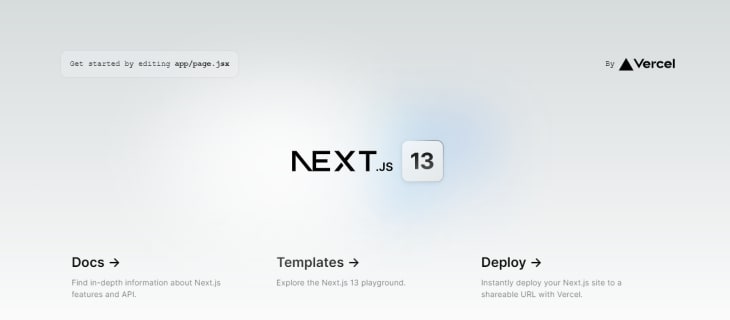 Get started by editing app/page.jsx
By ▲Vercel
NEXT.JS 13
Docs →
Find in-depth information about Next.js
features and API.
Templates →
Explore the Next.js 13 playground.
Deploy →
Instantly deploy your Next.js site to a
shareable URL with Vercel.